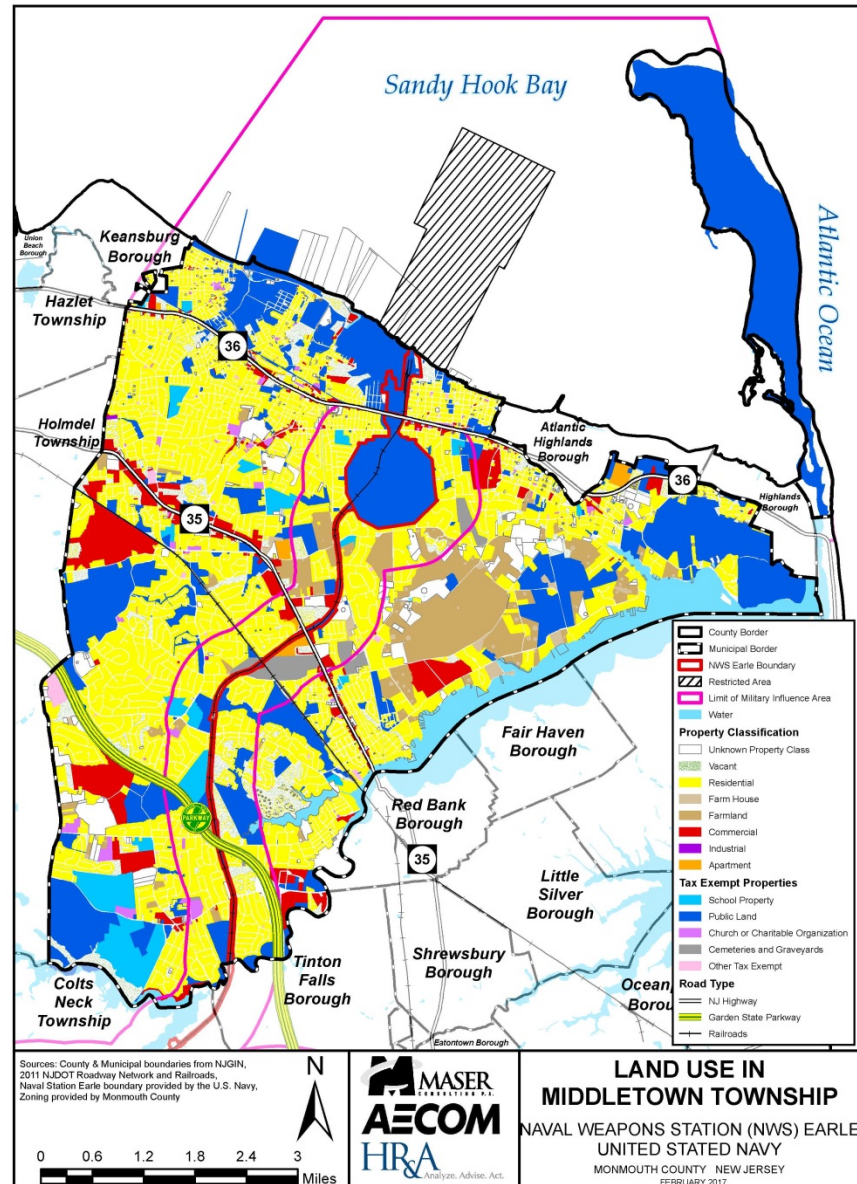 Sandy Hook Bay
Atlantic Ocean
Union
Beach
Borough
Keansburg
Borough
Hazlet
Township
36
Holmdel
Township
Atlantic
Highlands
Borough
36
Highlands
Borough
35
PARKWAY
Fair Haven
Borough
Red Bank
Borough
35
Little
Silver
Borough
Shrewsbury
Borough
Tinton
Falls
Borough
Colts
Neck
Township
Eatontown Borough
County Border
Municipal Border
NWS Earle Boundary
Restricted Area
Limit of Military Influence Area
Water
Property Classification
Unknown Property Class
Vacant
Residential
Farm House
Farmland
Commercial
Industrial
Apartment
Tax Exempt Properties
School Property
Public Land
Church or Charitable Organization
Cemeteries and Graveyards
Other Tax Exempt
Road Type
NJ Highway
Garden State Parkway
Railroads
Sources: County & Municipal boundaries from NJGIN,
2011 NJDOT Roadway Network and Railroads,
Naval Station Earle boundary provided by the U.S. Navy,
Zoning provided by Monmouth County
N
0 0.6 1.2 1.8 2.4 3
Miles
MASER
CONSULTING P.A.
AECOM
HR&A
Analyze. Advise. Act.
LAND USE IN
MIDDLETOWN TOWNSHIP
NAVAL WEAPONS STATION (NWS) EARLE
UNITED STATED NAVY
MONMOUTH COUNTY NEW JERSEY
FEBRUARY 2017